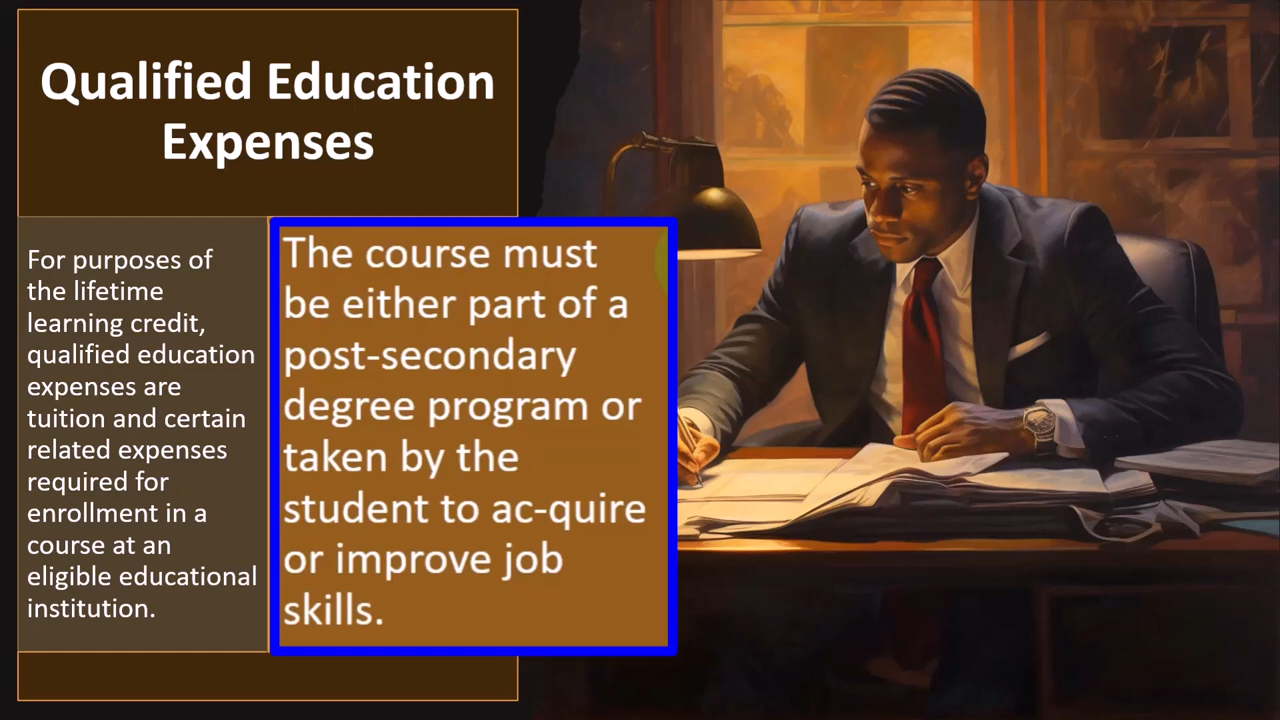 Qualified Education
Expenses
For purposes of
the lifetime
learning credit,
qualified education
expenses are
tuition and certain
related expenses
required for
enrollment in a
course at an
eligible educational
institution.
The course must
be either part of a
post-secondary
degree program or
taken by the
student to ac-quire
or improve job
skills.